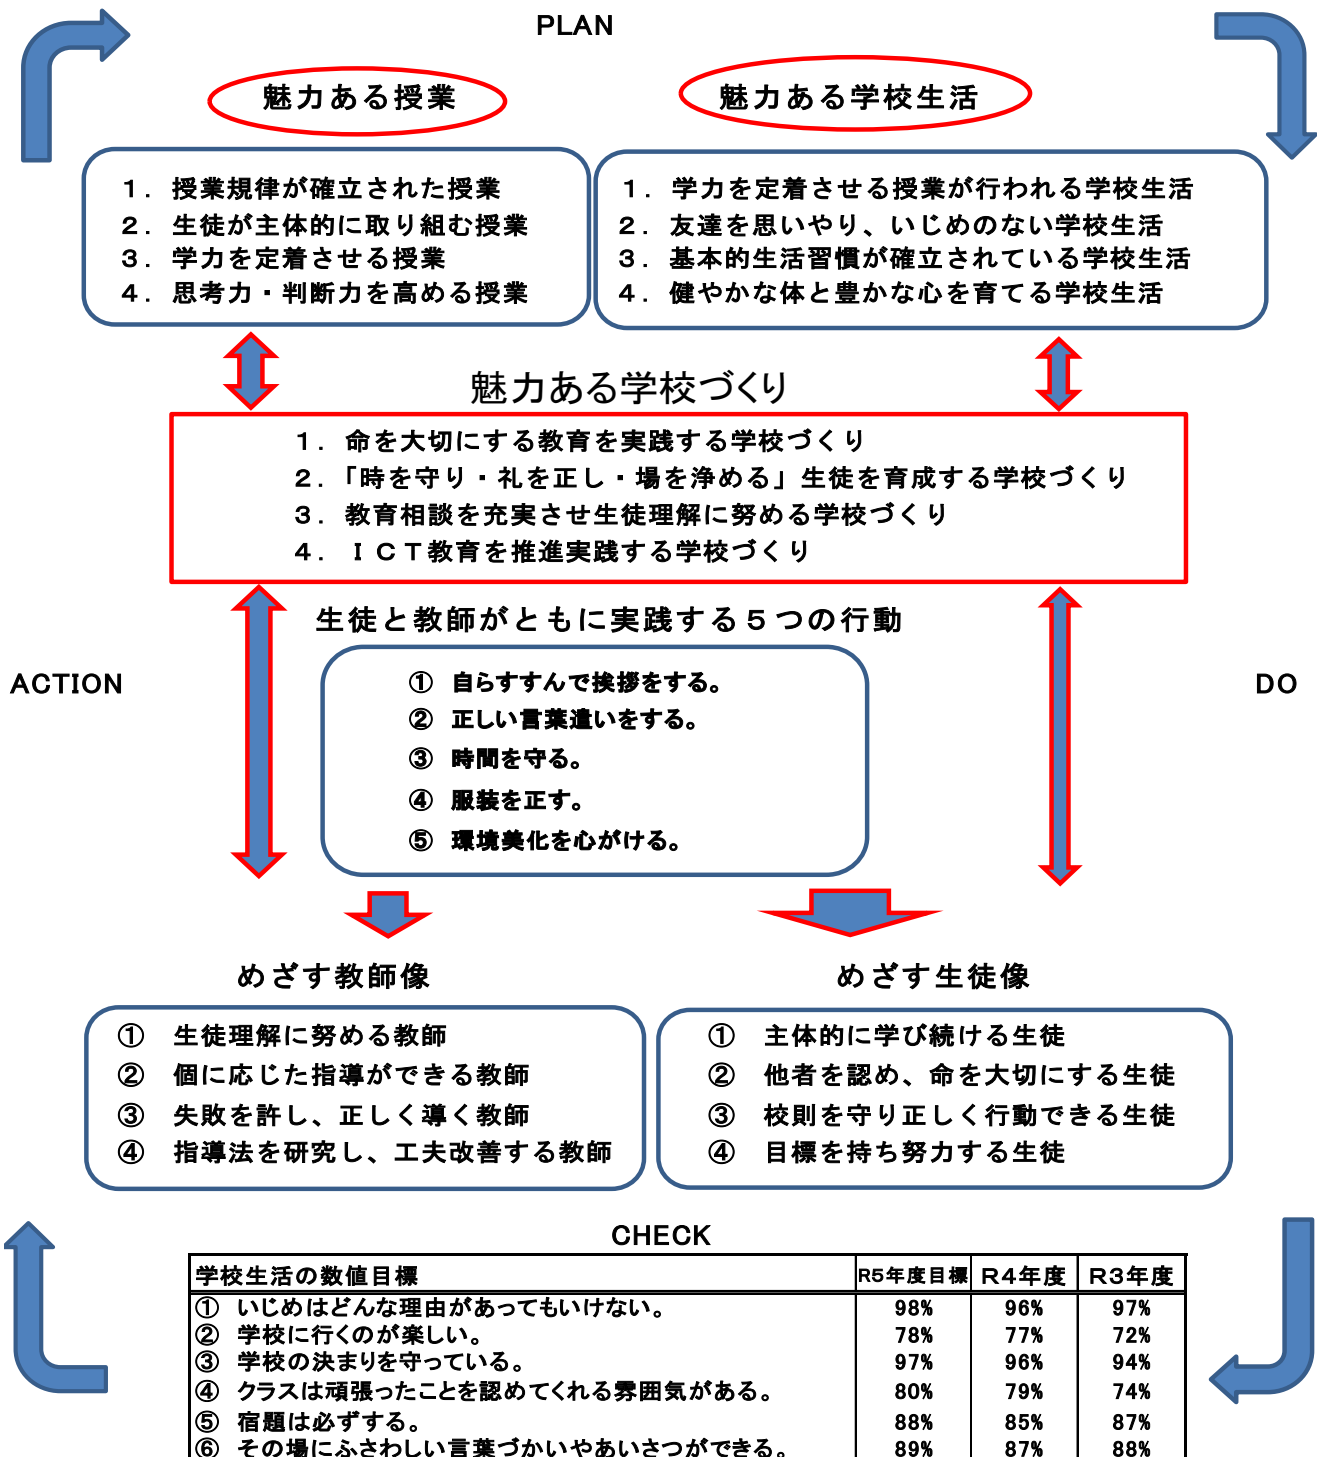 PLAN
魅力ある授業
魅力ある学校生活
１．授業規律が確立された授業
２．生徒が主体的に取り組む授業
３．学力を定着させる授業
４．思考力・判断力を高める授業
１．学力を定着させる授業が行われる学校生活
２．友達を思いやり、いじめのない学校生活
３．基本的生活習慣が確立されている学校生活
４．健やかな体と豊かな心を育てる学校生活
魅力ある学校づくり
１．命を大切にする教育を実践する学校づくり
２．「時を守り・礼を正し・場を浄める」生徒を育成する学校づくり
３．教育相談を充実させ生徒理解に努める学校づくり
４．ＩＣＴ教育を推進実践する学校づくり
生徒と教師がともに実践する５つの行動
① 自らすすんで挨拶をする。
② 正しい言葉遣いをする。
③ 時間を守る。
④ 服装を正す。
⑤ 環境美化を心がける。
ACTION
DO
めざす教師像
① 生徒理解に努める教師
② 個に応じた指導ができる教師
③ 失敗を許し、正しく導く教師
④ 指導法を研究し、工夫改善する教師
めざす生徒像
① 主体的に学び続ける生徒
② 他者を認め、命を大切にする生徒
③ 校則を守り正しく行動できる生徒
④ 目標を持ち努力する生徒
CHECK
学校生活の数値目標 R5年度目標 R4年度 R3年度
① いじめはどんな理由があってもいけない。 98% 96% 97%
② 学校に行くのが楽しい。 78% 77% 72%
③ 学校の決まりを守っている。 97% 96% 94%
④ クラスは頑張ったことを認めてくれる雰囲気がある。 80% 79% 74%
⑤ 宿題は必ずする。 88% 85% 87%
⑥ その場にふさわしい言葉づかいやあいさつができる。 89% 87% 88%